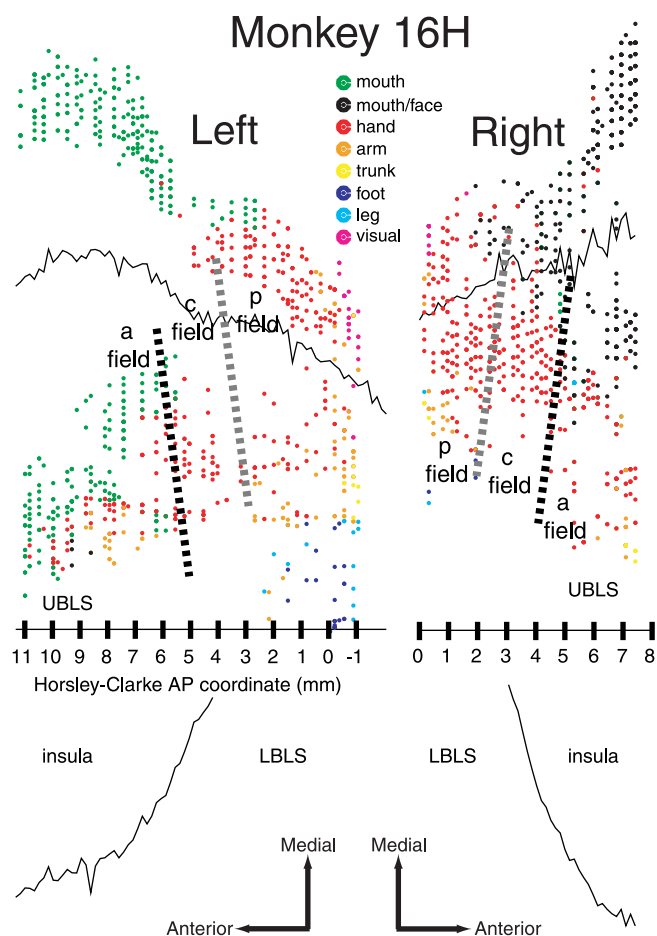 Monkey 16H
mouth
mouth/face
hand
arm
trunk
foot
leg
visual
Left
Right
a
field
c
field
p
field
p
field
c
field
a
field
UBLS
UBLS
11 10 9 8 7 6 5 4 3 2 1 0 -1
0 1 2 3 4 5 6 7 8
Horsley-Clarke AP coordinate (mm)
insula
LBLS
LBLS
insula
Medial
Medial
Anterior
Anterior